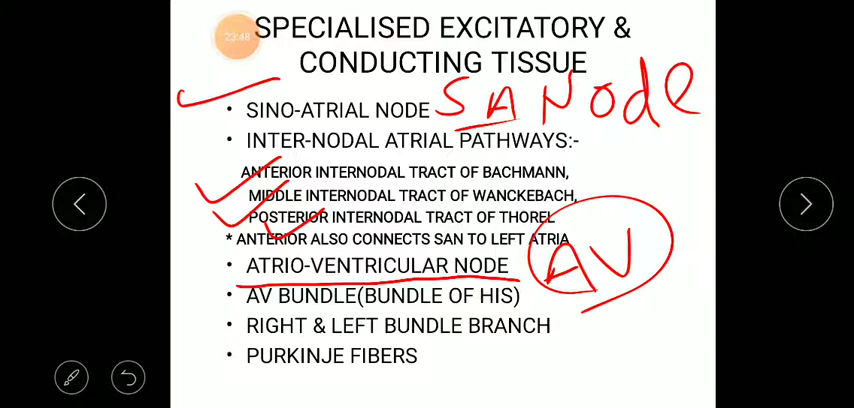 23:48
SPECIALISED EXCITATORY &
CONDUCTING TISSUE
• SINO-ATRIAL NODE SA Node
• INTER-NODAL ATRIAL PATHWAYS:-
ANTERIOR INTERNODAL TRACT OF BACHMANN,
MIDDLE INTERNODAL TRACT OF WANCKEBACH,
POSTERIOR INTERNODAL TRACT OF THOREL
* ANTERIOR ALSO CONNECTS SAN TO LEFT ATRIA
• ATRIO-VENTRICULAR NODE AV
• AV BUNDLE(BUNDLE OF HIS)
• RIGHT & LEFT BUNDLE BRANCH
• PURKINJE FIBERS